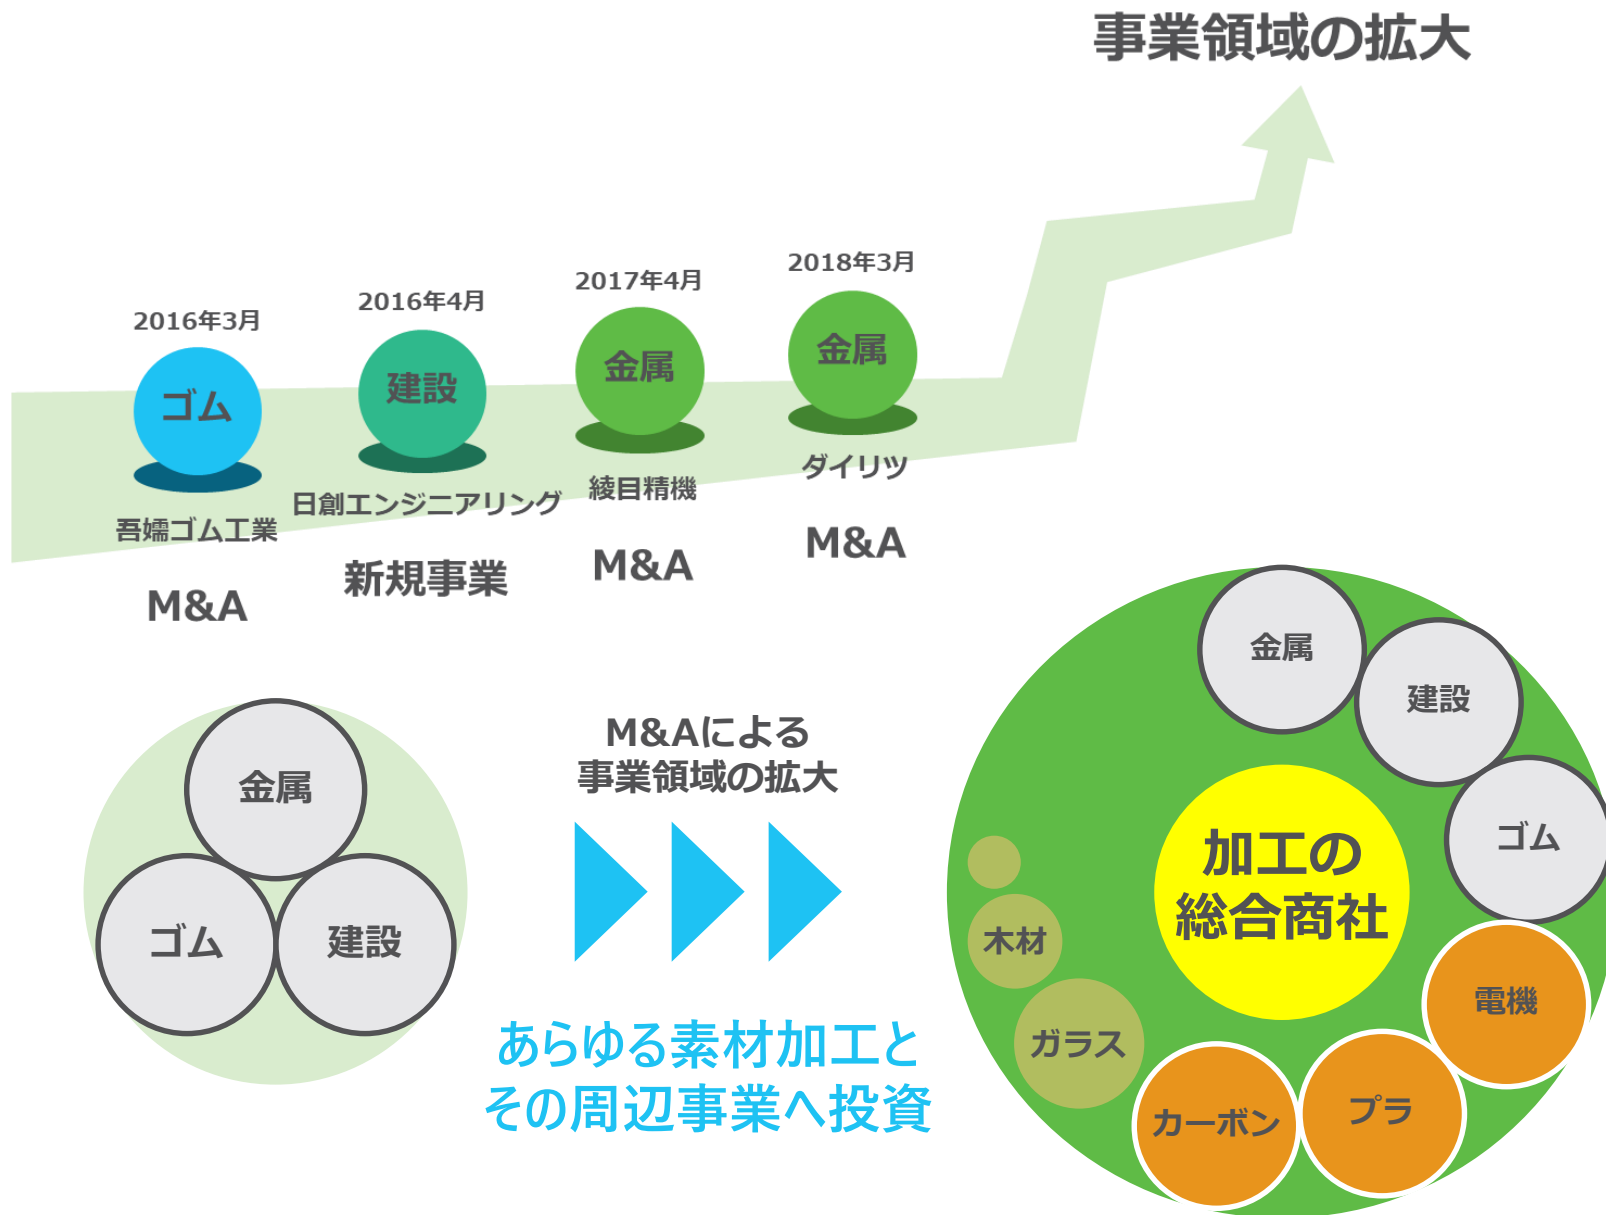 事業領域の拡大
2016年3月
ゴム
吾嬬ゴム工業
M&A
2016年4月
建設
日創エンジニアリング
新規事業
2017年4月
金属
綾目精機
M&A
2018年3月
金属
ダイリツ
M&A
金属
ゴム
建設
M&Aによる
事業領域の拡大
あらゆる素材加工と
その周辺事業へ投資
加工の
総合商社
金属
建設
ゴム
電機
プラ
カーボン
ガラス
木材